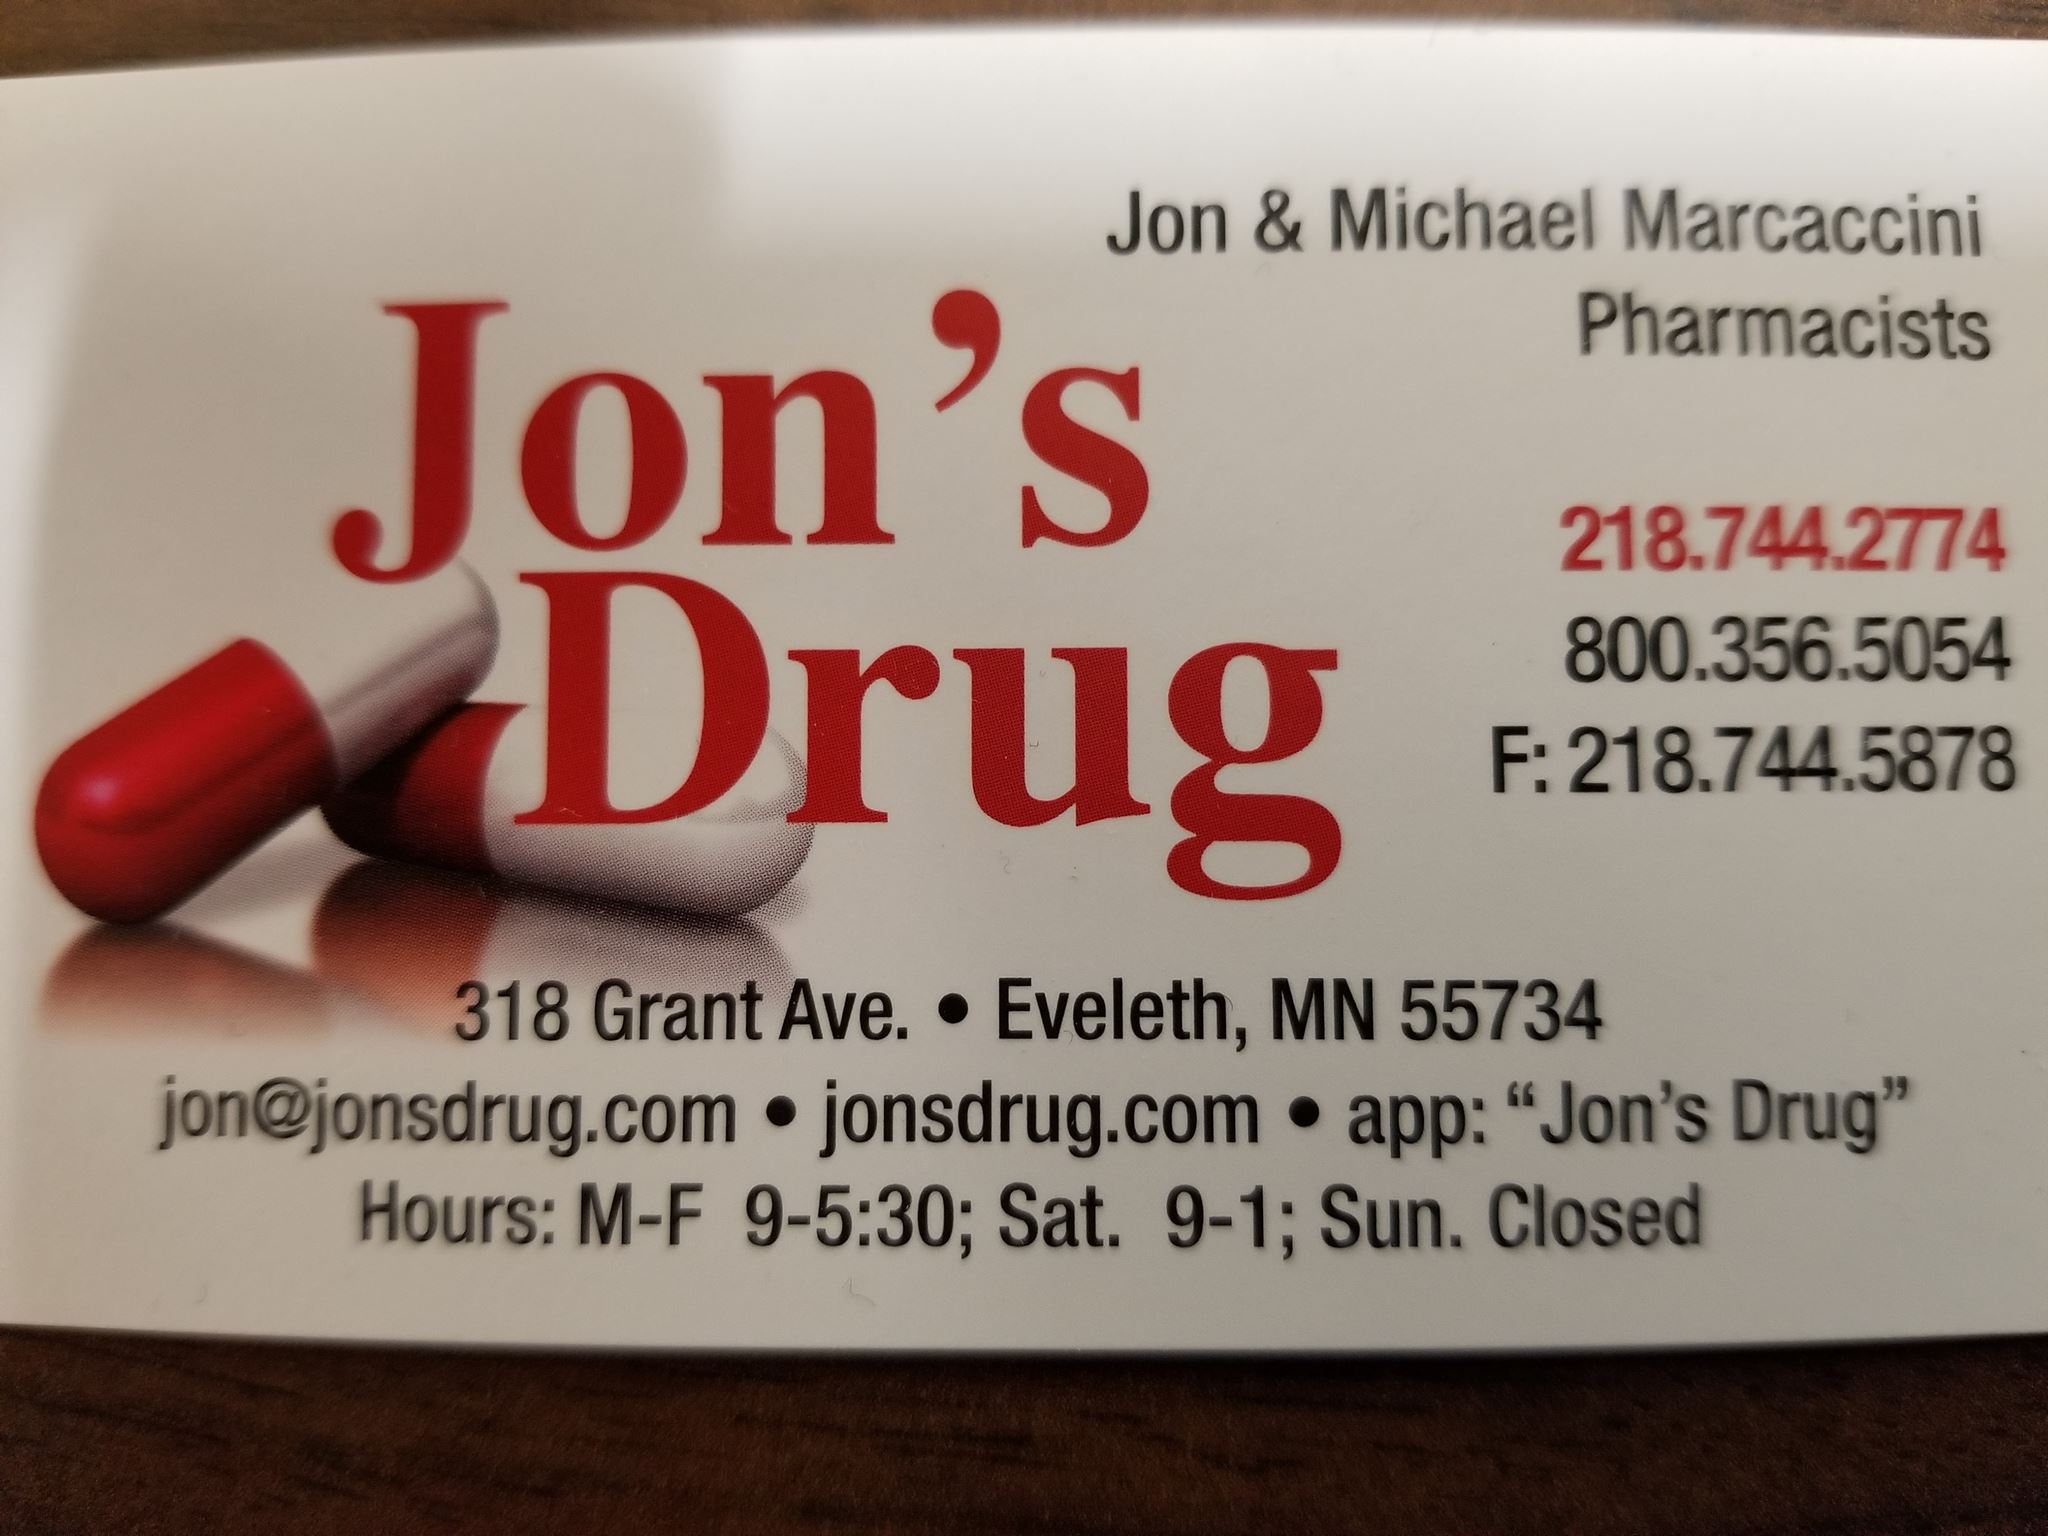 Jon & Michael Marcaccini
Pharmacists
Jon’s
Drug
218.744.2774
800.356.5054
F: 218.744.5878
318 Grant Ave. • Eveleth, MN 55734
jon@jonsdrug.com • jonsdrug.com • app: “Jon’s Drug”
Hours: M-F 9-5:30; Sat. 9-1; Sun. Closed